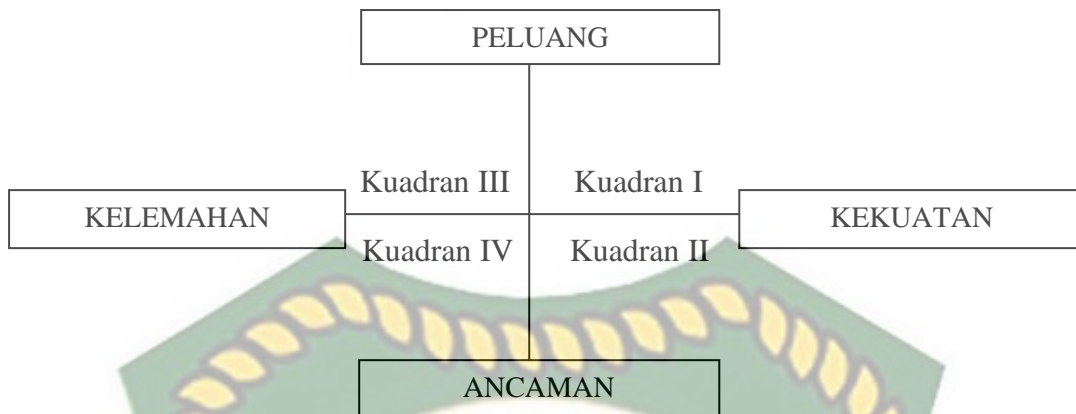 PELUANG
Kuadran III Kuadran I
KELEMAHAN KEKUATAN
Kuadran IV Kuadran II
ANCAMAN